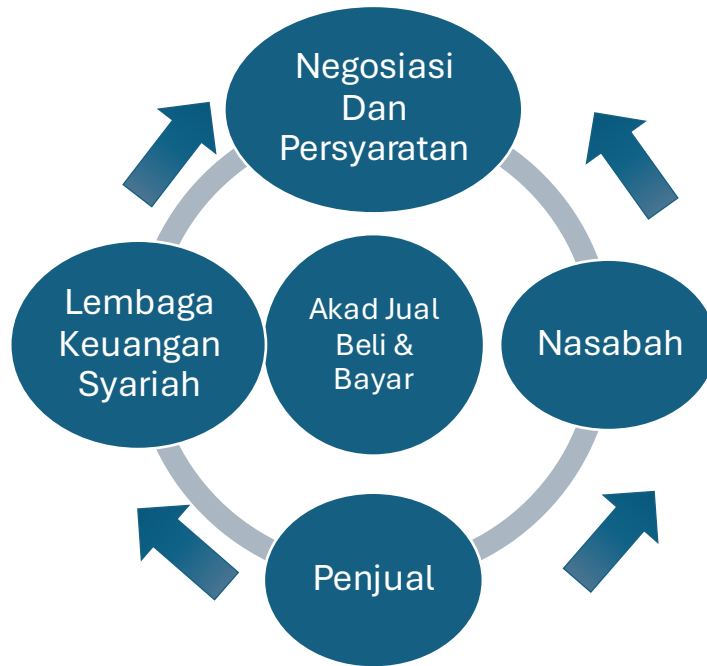 Negosiasi
Dan
Persyaratan
Lembaga
Keuangan
Syariah
Akad Jual
Beli &
Bayar
Nasabah
Penjual